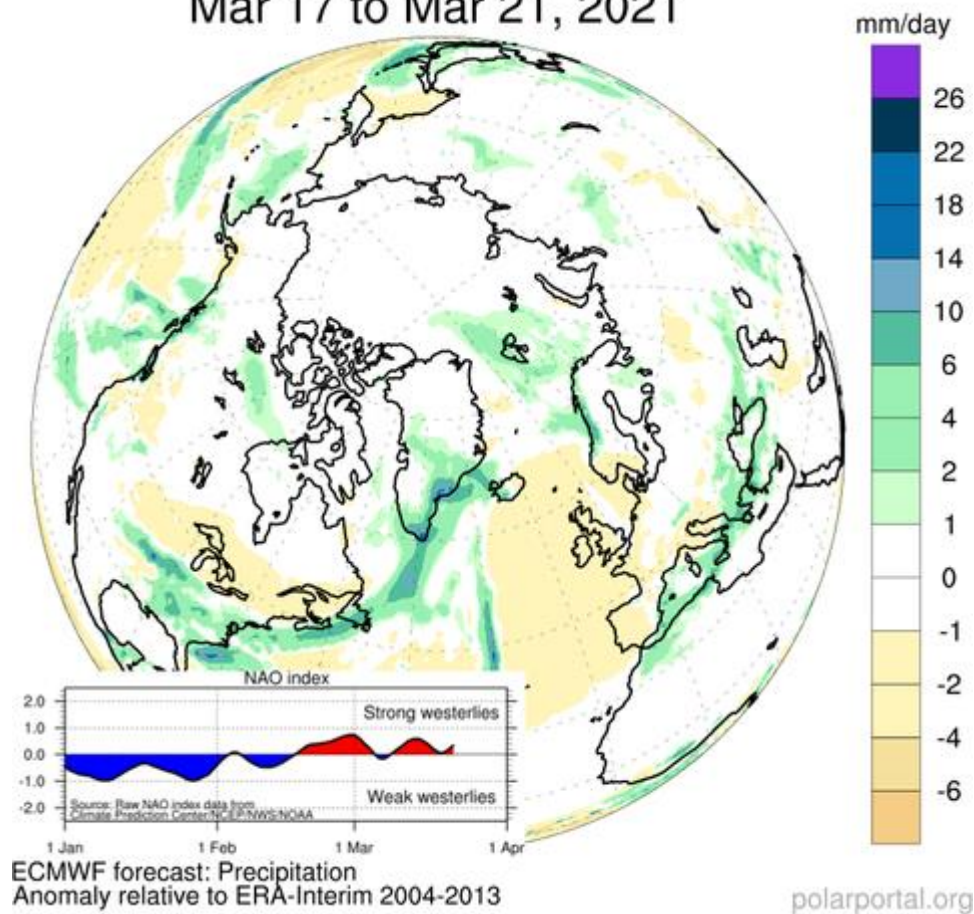 Mar 17 to Mar 21, 2021
mm/day
26
22
18
14
10
6
4
2
1
0
-1
-2
-4
-6
NAO index
2.0
1.0
0.0
-1.0
-2.0
Strong westerlies
Weak westerlies
Source: Raw NAO index data from
Climate Prediction Center/NCEP/NWS/NOAA
1 Jan
1 Feb
1 Mar
1 Apr
ECMWF forecast: Precipitation
Anomaly relative to ERA-Interim 2004-2013
polarportal.org